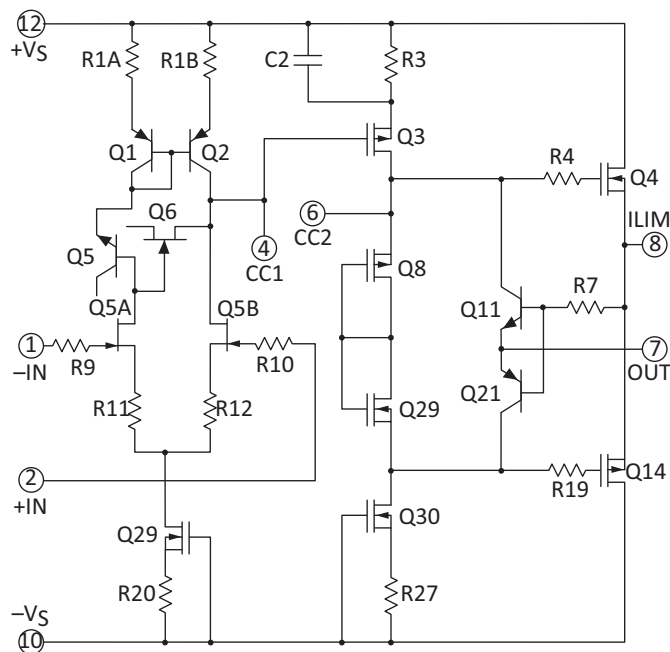 12
+VS
R1A
R1B
C2
R3
Q1
Q2
Q3
R4
Q4
Q6
6
CC2
ILIM
8
Q5
4
CC1
Q8
R7
Q5A
Q5B
Q11
1
–IN
R9
R10
7
OUT
R11
R12
Q21
Q29
2
+IN
R19
Q14
Q29
Q30
R20
R27
–VS
10